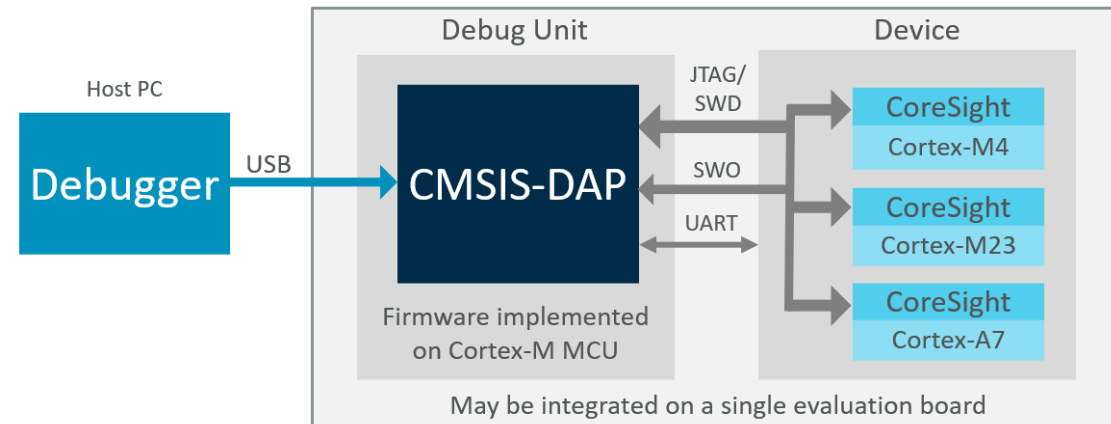 Debug Unit
Device
Host PC
Debugger
USB
CMSIS-DAP
Firmware implemented
on Cortex-M MCU
JTAG/
SWD
SWO
UART
CoreSight
Cortex-M4
CoreSight
Cortex-M23
CoreSight
Cortex-A7
May be integrated on a single evaluation board